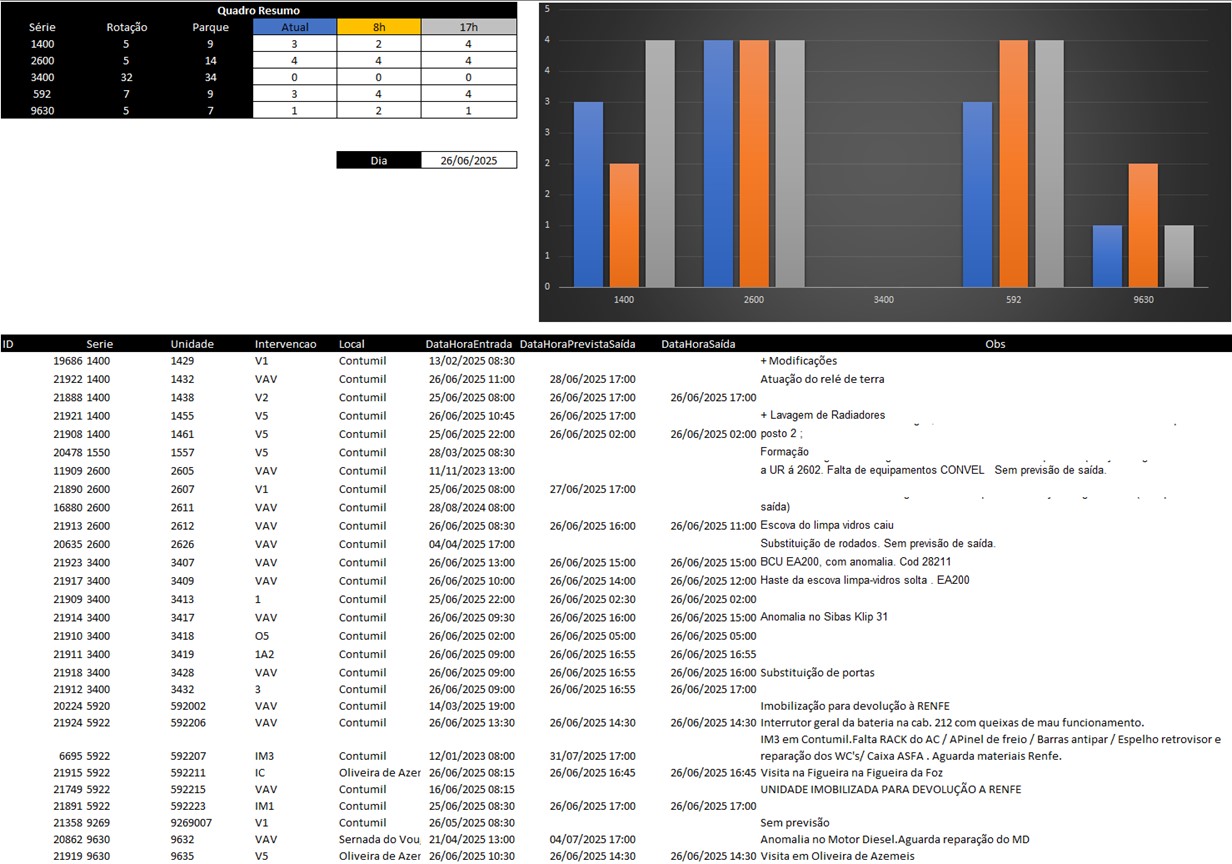 Quadro Resumo
Série Rotação Parque Atual 8h 17h
1400 5 9 3 2 4
2600 5 14 4 4 4
3400 32 34 0 0 0
592 7 9 3 4 4
9630 5 7 1 2 1
Dia 26/06/2025
5
4
4
3
3
2
2
1
1
0
1400 2600 3400 592 9630
ID Serie Unidade Intervencao Local DataHoraEntrada DataHoraPrevistaSaída DataHoraSaída Obs
19686 1400 1429 V1 Contumil 13/02/2025 08:30 + Modificações
21922 1400 1432 VAV Contumil 26/06/2025 11:00 28/06/2025 17:00 Atuação do relé de terra
21888 1400 1438 V2 Contumil 25/06/2025 08:00 26/06/2025 17:00 26/06/2025 17:00
21921 1400 1455 V5 Contumil 26/06/2025 10:45 26/06/2025 17:00 + Lavagem de Radiadores
21908 1400 1461 V5 Contumil 25/06/2025 22:00 26/06/2025 02:00 26/06/2025 02:00 posto 2 ;
20478 1550 1557 V5 Contumil 28/03/2025 08:30 Formação
11909 2600 2605 VAV Contumil 11/11/2023 13:00 a UR á 2602. Falta de equipamentos CONVEL Sem previsão de saída.
21890 2600 2607 V1 Contumil 25/06/2025 08:00 27/06/2025 17:00
16880 2600 2611 VAV Contumil 28/08/2024 08:00 saída)
21913 2600 2612 VAV Contumil 26/06/2025 08:30 26/06/2025 16:00 26/06/2025 11:00 Escova do limpa vidros caiu
20635 2600 2626 VAV Contumil 04/04/2025 17:00 Substituição de rodados. Sem previsão de saída.
21923 3400 3407 VAV Contumil 26/06/2025 13:00 26/06/2025 15:00 26/06/2025 15:00 BCU EA200, com anomalia. Cod 28211
21917 3400 3409 VAV Contumil 26/06/2025 10:00 26/06/2025 14:00 26/06/2025 12:00 Haste da escova limpa-vidros solta . EA200
21909 3400 3413 1 Contumil 25/06/2025 22:00 26/06/2025 02:30 26/06/2025 02:00
21914 3400 3417 VAV Contumil 26/06/2025 09:30 26/06/2025 16:00 26/06/2025 15:00 Anomalia no Sibas Klip 31
21910 3400 3418 O5 Contumil 26/06/2025 02:00 26/06/2025 05:00 26/06/2025 05:00
21911 3400 3419 1A2 Contumil 26/06/2025 09:00 26/06/2025 16:55 26/06/2025 16:55
21918 3400 3428 VAV Contumil 26/06/2025 09:00 26/06/2025 16:55 26/06/2025 16:00 Substituição de portas
21912 3400 3432 3 Contumil 26/06/2025 09:00 26/06/2025 16:55 26/06/2025 17:00
20224 5920 592002 VAV Contumil 14/03/2025 19:00 Imobilização para devolução à RENFE
21924 5922 592206 VAV Contumil 26/06/2025 13:30 26/06/2025 14:30 26/06/2025 14:30 Interrutor geral da bateria na cab. 212 com queixas de mau funcionamento.
IM3 em Contumil.Falta RACK do AC / APinel de freio / Barras antipar / Espelho retrovisor e
6695 5922 592207 IM3 Contumil 12/01/2023 08:00 31/07/2025 17:00 reparação dos WC's/ Caixa ASFA . Aguarda materiais Renfe.
21915 5922 592211 IC Oliveira de Azer 26/06/2025 08:15 26/06/2025 16:45 26/06/2025 16:45 Visita na Figueira na Figueira da Foz
21749 5922 592215 VAV Contumil 16/06/2025 08:15 UNIDADE IMOBILIZADA PARA DEVOLUÇÃO A RENFE
21891 5922 592223 IM1 Contumil 25/06/2025 08:30 26/06/2025 17:00 26/06/2025 17:00
21358 9269 9269007 V1 Contumil 26/05/2025 08:30 Sem previsão
20862 9630 9632 VAV Sernada do Vou 21/04/2025 13:00 04/07/2025 17:00 Anomalia no Motor Diesel.Aguarda reparação do MD
21919 9630 9635 V5 Oliveira de Azer 26/06/2025 10:30 26/06/2025 14:30 26/06/2025 14:30 Visita em Oliveira de Azemeis